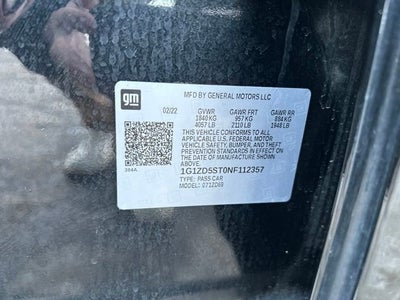 gm
MFD BY GENERAL MOTORS LLC
02/22 GVWR GAWR FRT GAWR RR
1840 KG 957 KG 884 KG
4057 LB 2110 LB 1948 LB
THIS VEHICLE CONFORMS TO ALL
APPLICABLE U.S. FEDERAL MOTOR
VEHICLE SAFETY, BUMPER, AND THEFT
PREVENTION STANDARDS IN EFFECT ON
THE DATE OF MANUFACTURE SHOWN
ABOVE.
384A
1G1ZD5ST0NF112357
TYPE: PASS CAR
MODEL: 071ZD69